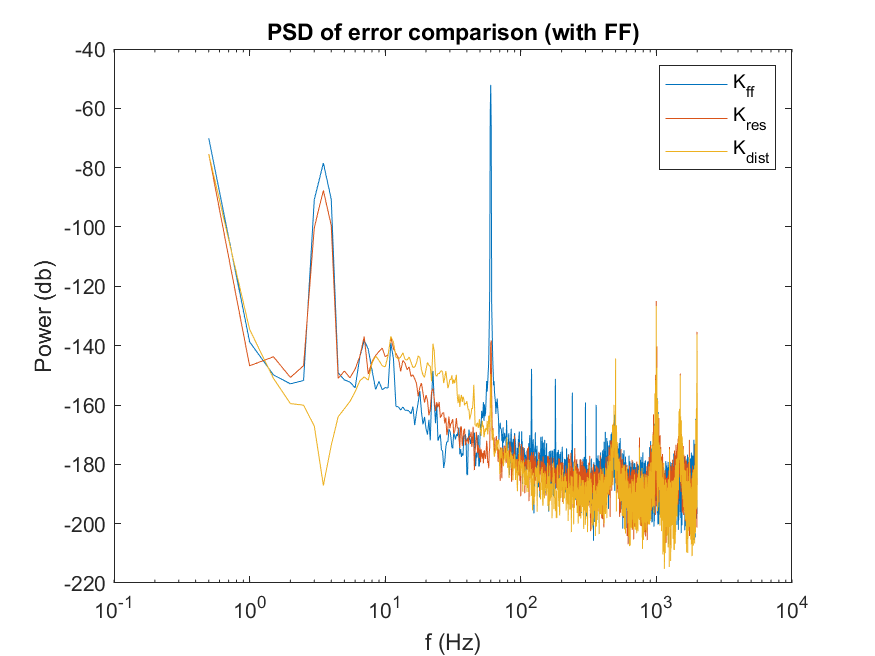 PSD of error comparison (with FF)
-40
-60
-80
-100
-120
-140
-160
-180
-200
-220
Power (db)
K_ff
K_res
K_dist
10^-1
10^0
10^1
10^2
10^3
10^4
f (Hz)